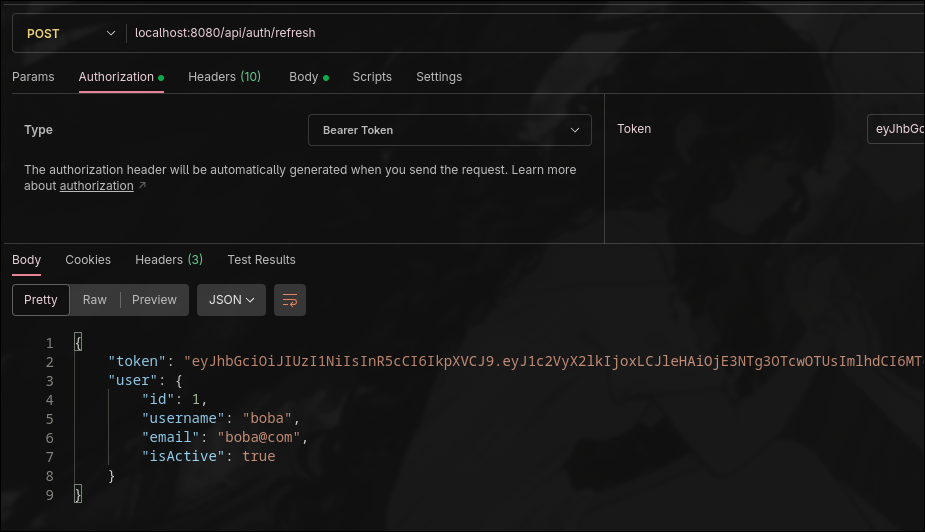 POST localhost:8080/api/auth/refresh
Params Authorization Headers (10) Body Scripts Settings
Type Bearer Token Token eyJhbGc
The authorization header will be automatically generated when you send the request. Learn more
about authorization ↗
Body Cookies Headers (3) Test Results
Pretty Raw Preview JSON
1 {
2 "token": "eyJhbGciOiJIUzI1NiIsInR5cCI6IkpXVCJ9.eyJ1c2VyX2lkIjoxLCJleHAiOjE3NTg3OTcwOTUsImlhdCI6MT
3 "user": {
4 "id": 1,
5 "username": "boba",
6 "email": "boba@com",
7 "isActive": true
8 }
9 }